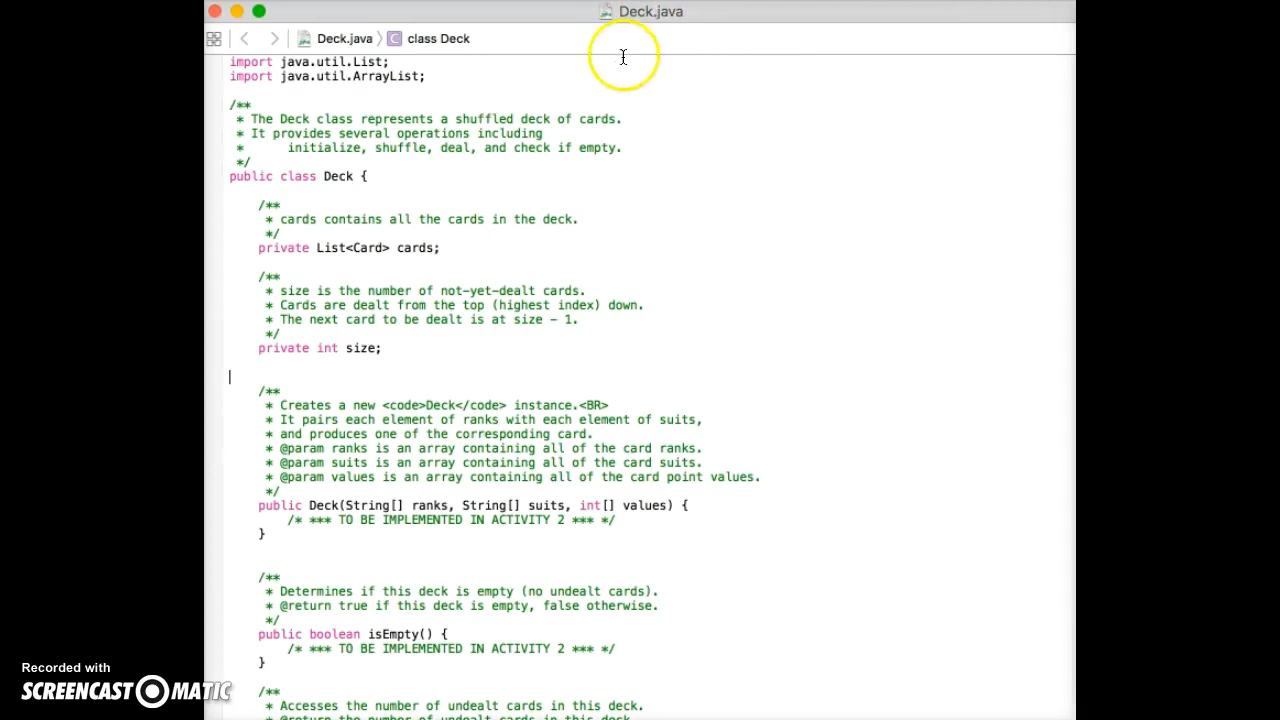 Deck.java
Deck.java class Deck
import java.util.List;
import java.util.ArrayList;
/**
* The Deck class represents a shuffled deck of cards.
* It provides several operations including
* initialize, shuffle, deal, and check if empty.
*/
public class Deck {
/**
* cards contains all the cards in the deck.
*/
private List<Card> cards;
/**
* size is the number of not-yet-dealt cards.
* Cards are dealt from the top (highest index) down.
* The next card to be dealt is at size - 1.
*/
private int size;
/**
* Creates a new <code>Deck</code> instance.<BR>
* It pairs each element of ranks with each element of suits,
* and produces one of the corresponding card.
* @param ranks is an array containing all of the card ranks.
* @param suits is an array containing all of the card suits.
* @param values is an array containing all of the card point values.
*/
public Deck(String[] ranks, String[] suits, int[] values) {
/* *** TO BE IMPLEMENTED IN ACTIVITY 2 *** */
}
/**
* Determines if this deck is empty (no undealt cards).
* @return true if this deck is empty, false otherwise.
*/
public boolean isEmpty() {
/* *** TO BE IMPLEMENTED IN ACTIVITY 2 *** */
}
/**
* Accesses the number of undealt cards in this deck.
* @return the number of undealt cards in this deck.
Recorded with
SCREENCAST MATIC